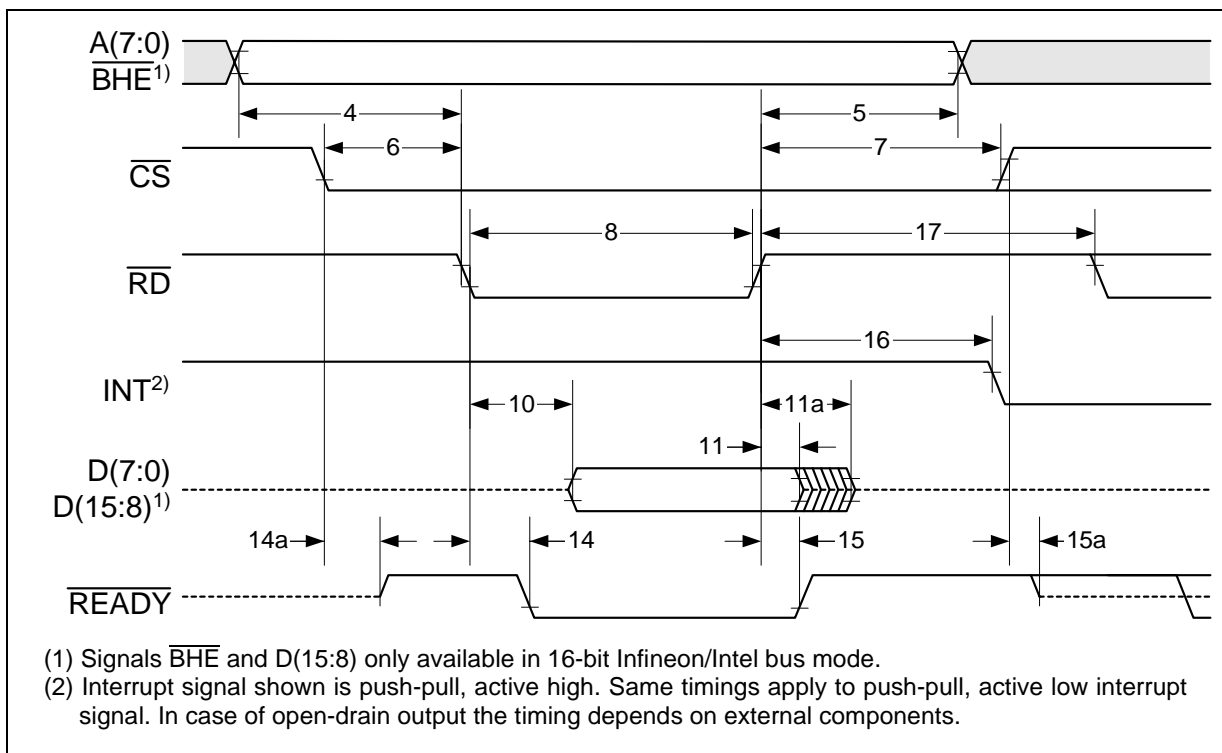 A(7:0)
BHE1)
4
5
6
7
CS
8
17
RD
16
INT2)
10
11a
11
D(7:0)
D(15:8)1)
14a
14
15
15a
READY
(1) Signals BHE and D(15:8) only available in 16-bit Infineon/Intel bus mode.
(2) Interrupt signal shown is push-pull, active high. Same timings apply to push-pull, active low interrupt
signal. In case of open-drain output the timing depends on external components.